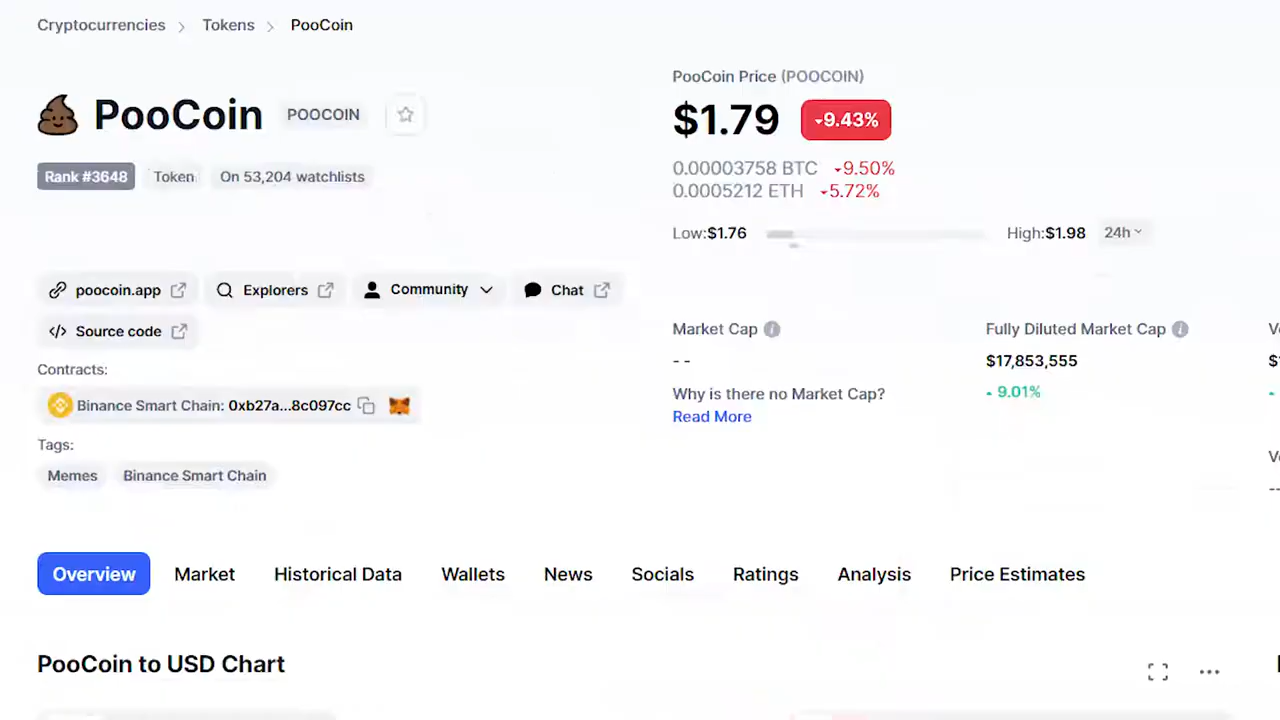 Cryptocurrencies > Tokens > PooCoin
PooCoin POOCOIN
Rank #3648 Token On 53,204 watchlists
poocoin.app Explorers Community Chat
</> Source code
Contracts:
Binance Smart Chain: 0xb27a...8c097cc
Tags:
Memes Binance Smart Chain
PooCoin Price (POOCOIN)
$1.79 -9.43%
0.00003758 BTC -9.50%
0.0005212 ETH -5.72%
Low:$1.76 High:$1.98 24h
Market Cap
- -
Why is there no Market Cap?
Read More
Fully Diluted Market Cap
$17,853,555
9.01%
Overview Market Historical Data Wallets News Socials Ratings Analysis Price Estimates
PooCoin to USD Chart